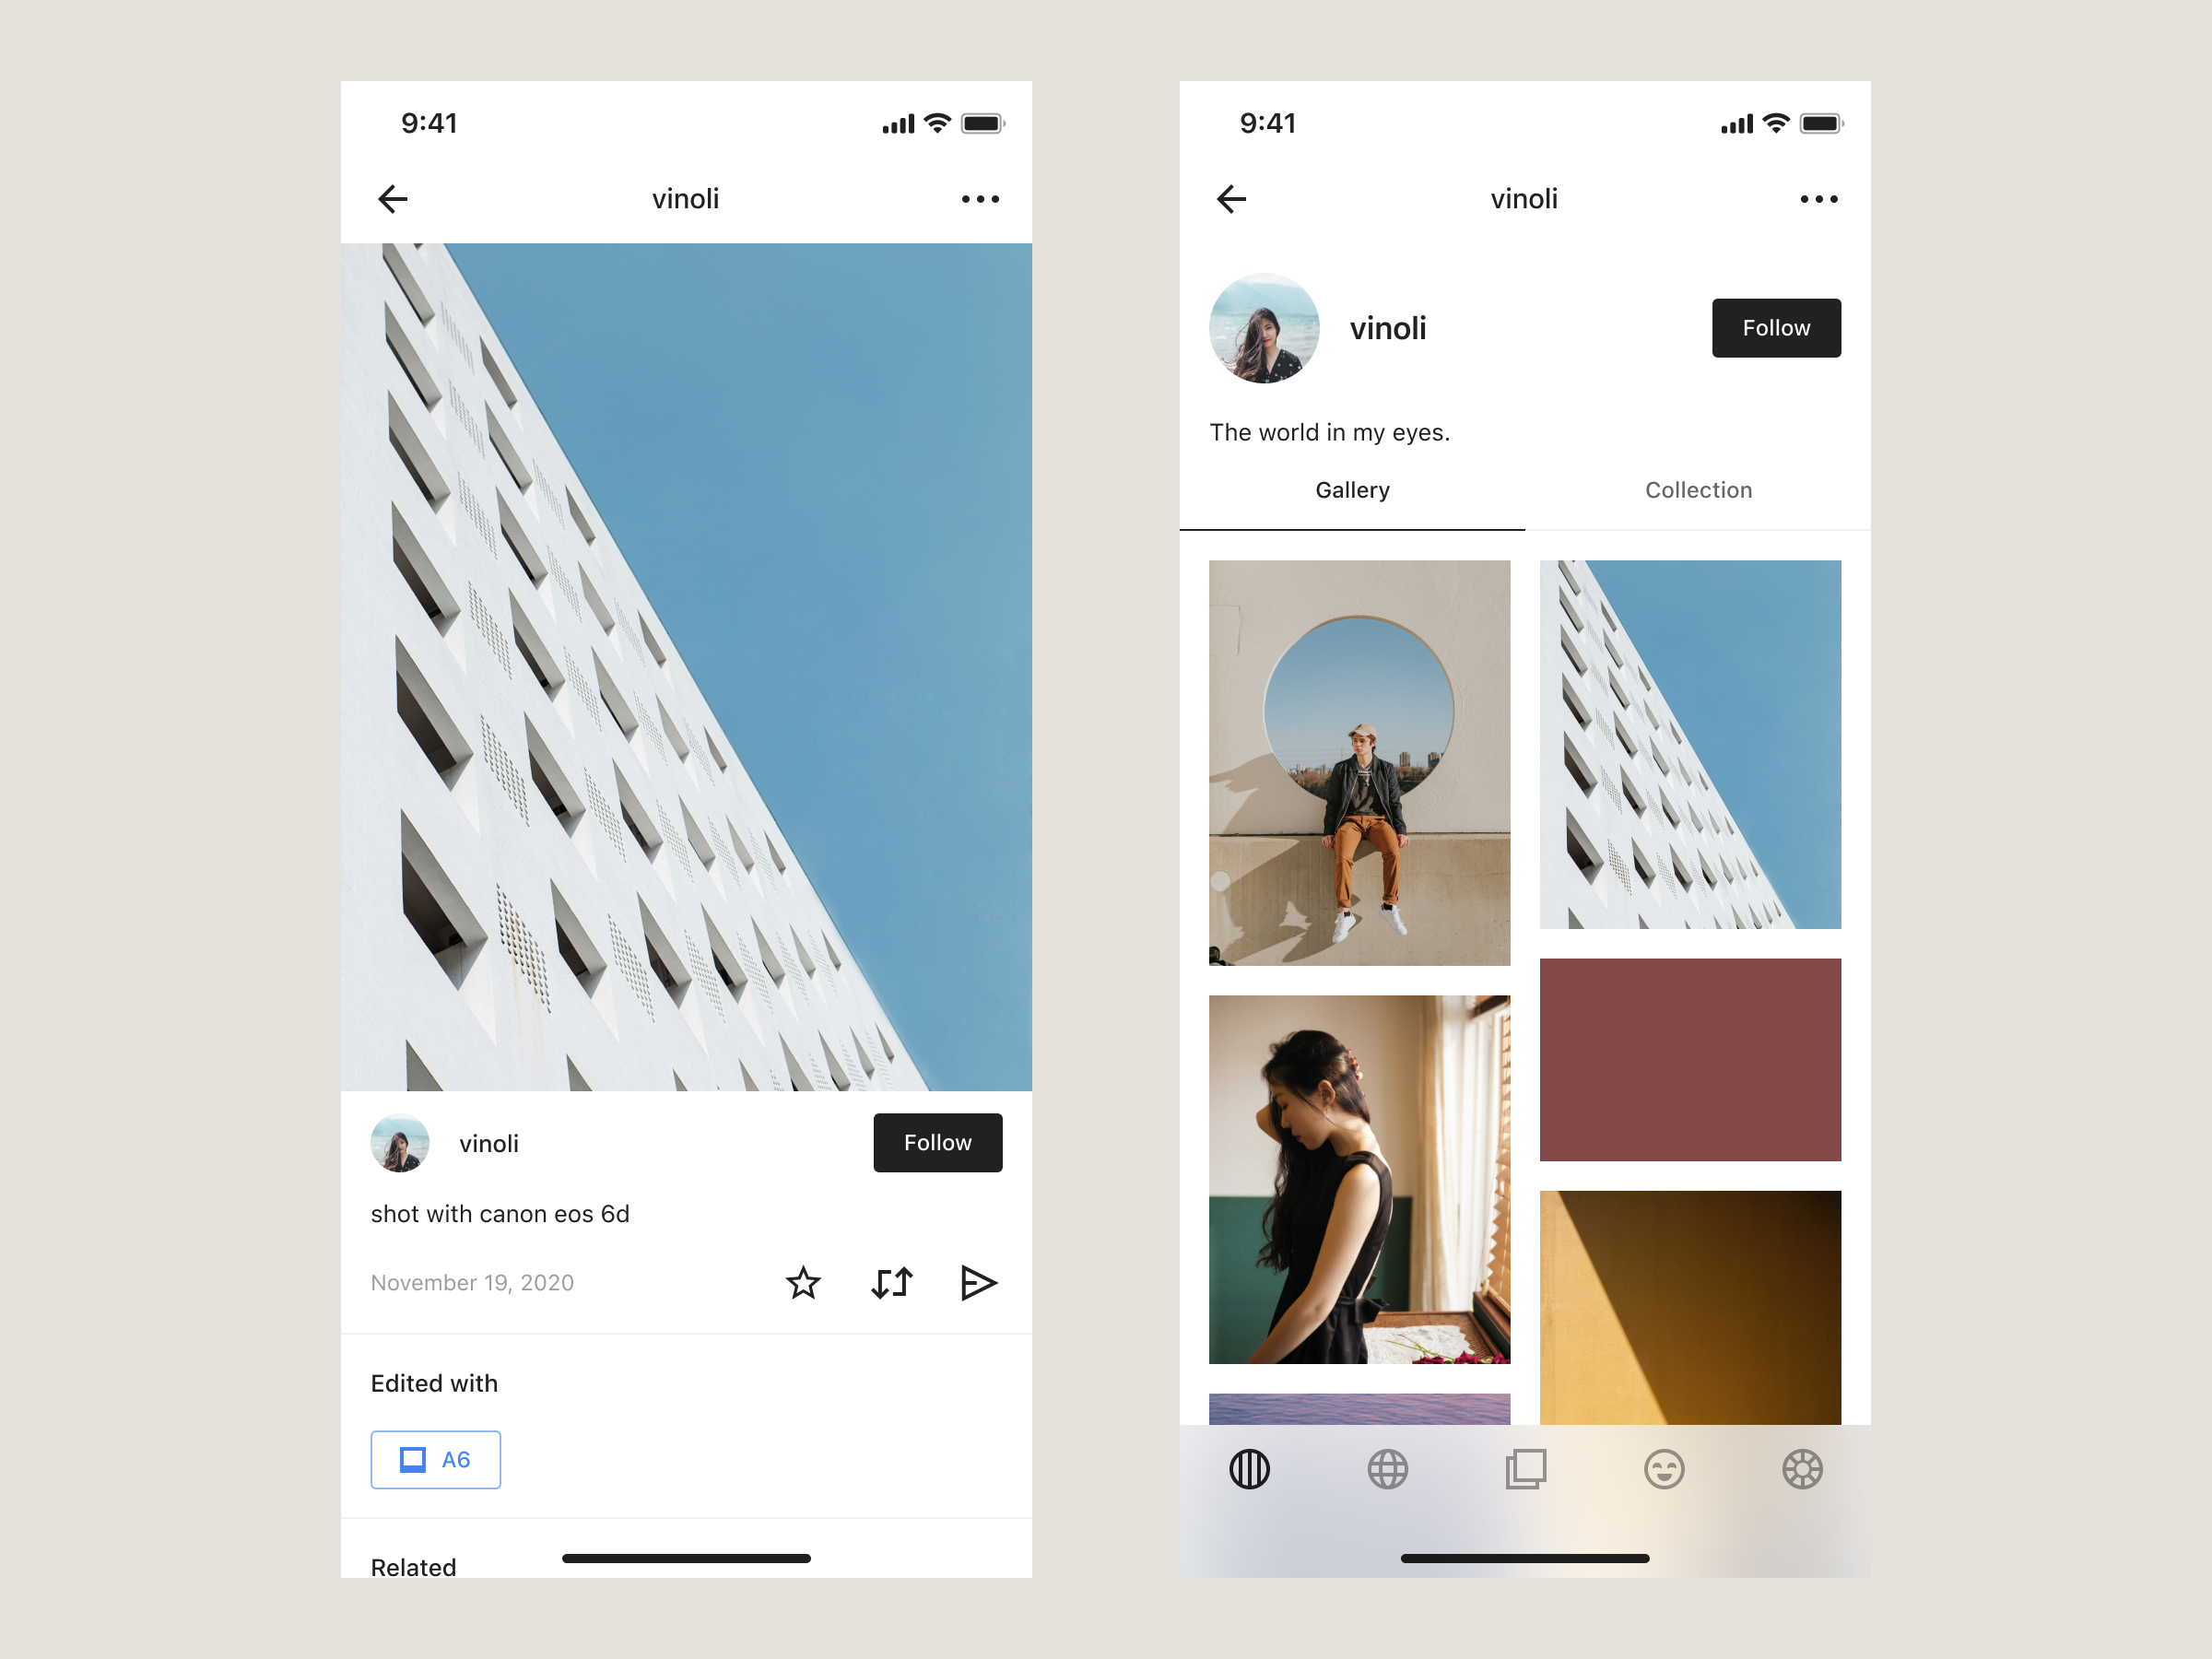 9:41
vinoli
vinoli
Follow
shot with canon eos 6d
November 19, 2020
Edited with
A6
Related
9:41
vinoli
vinoli
Follow
The world in my eyes.
Gallery
Collection